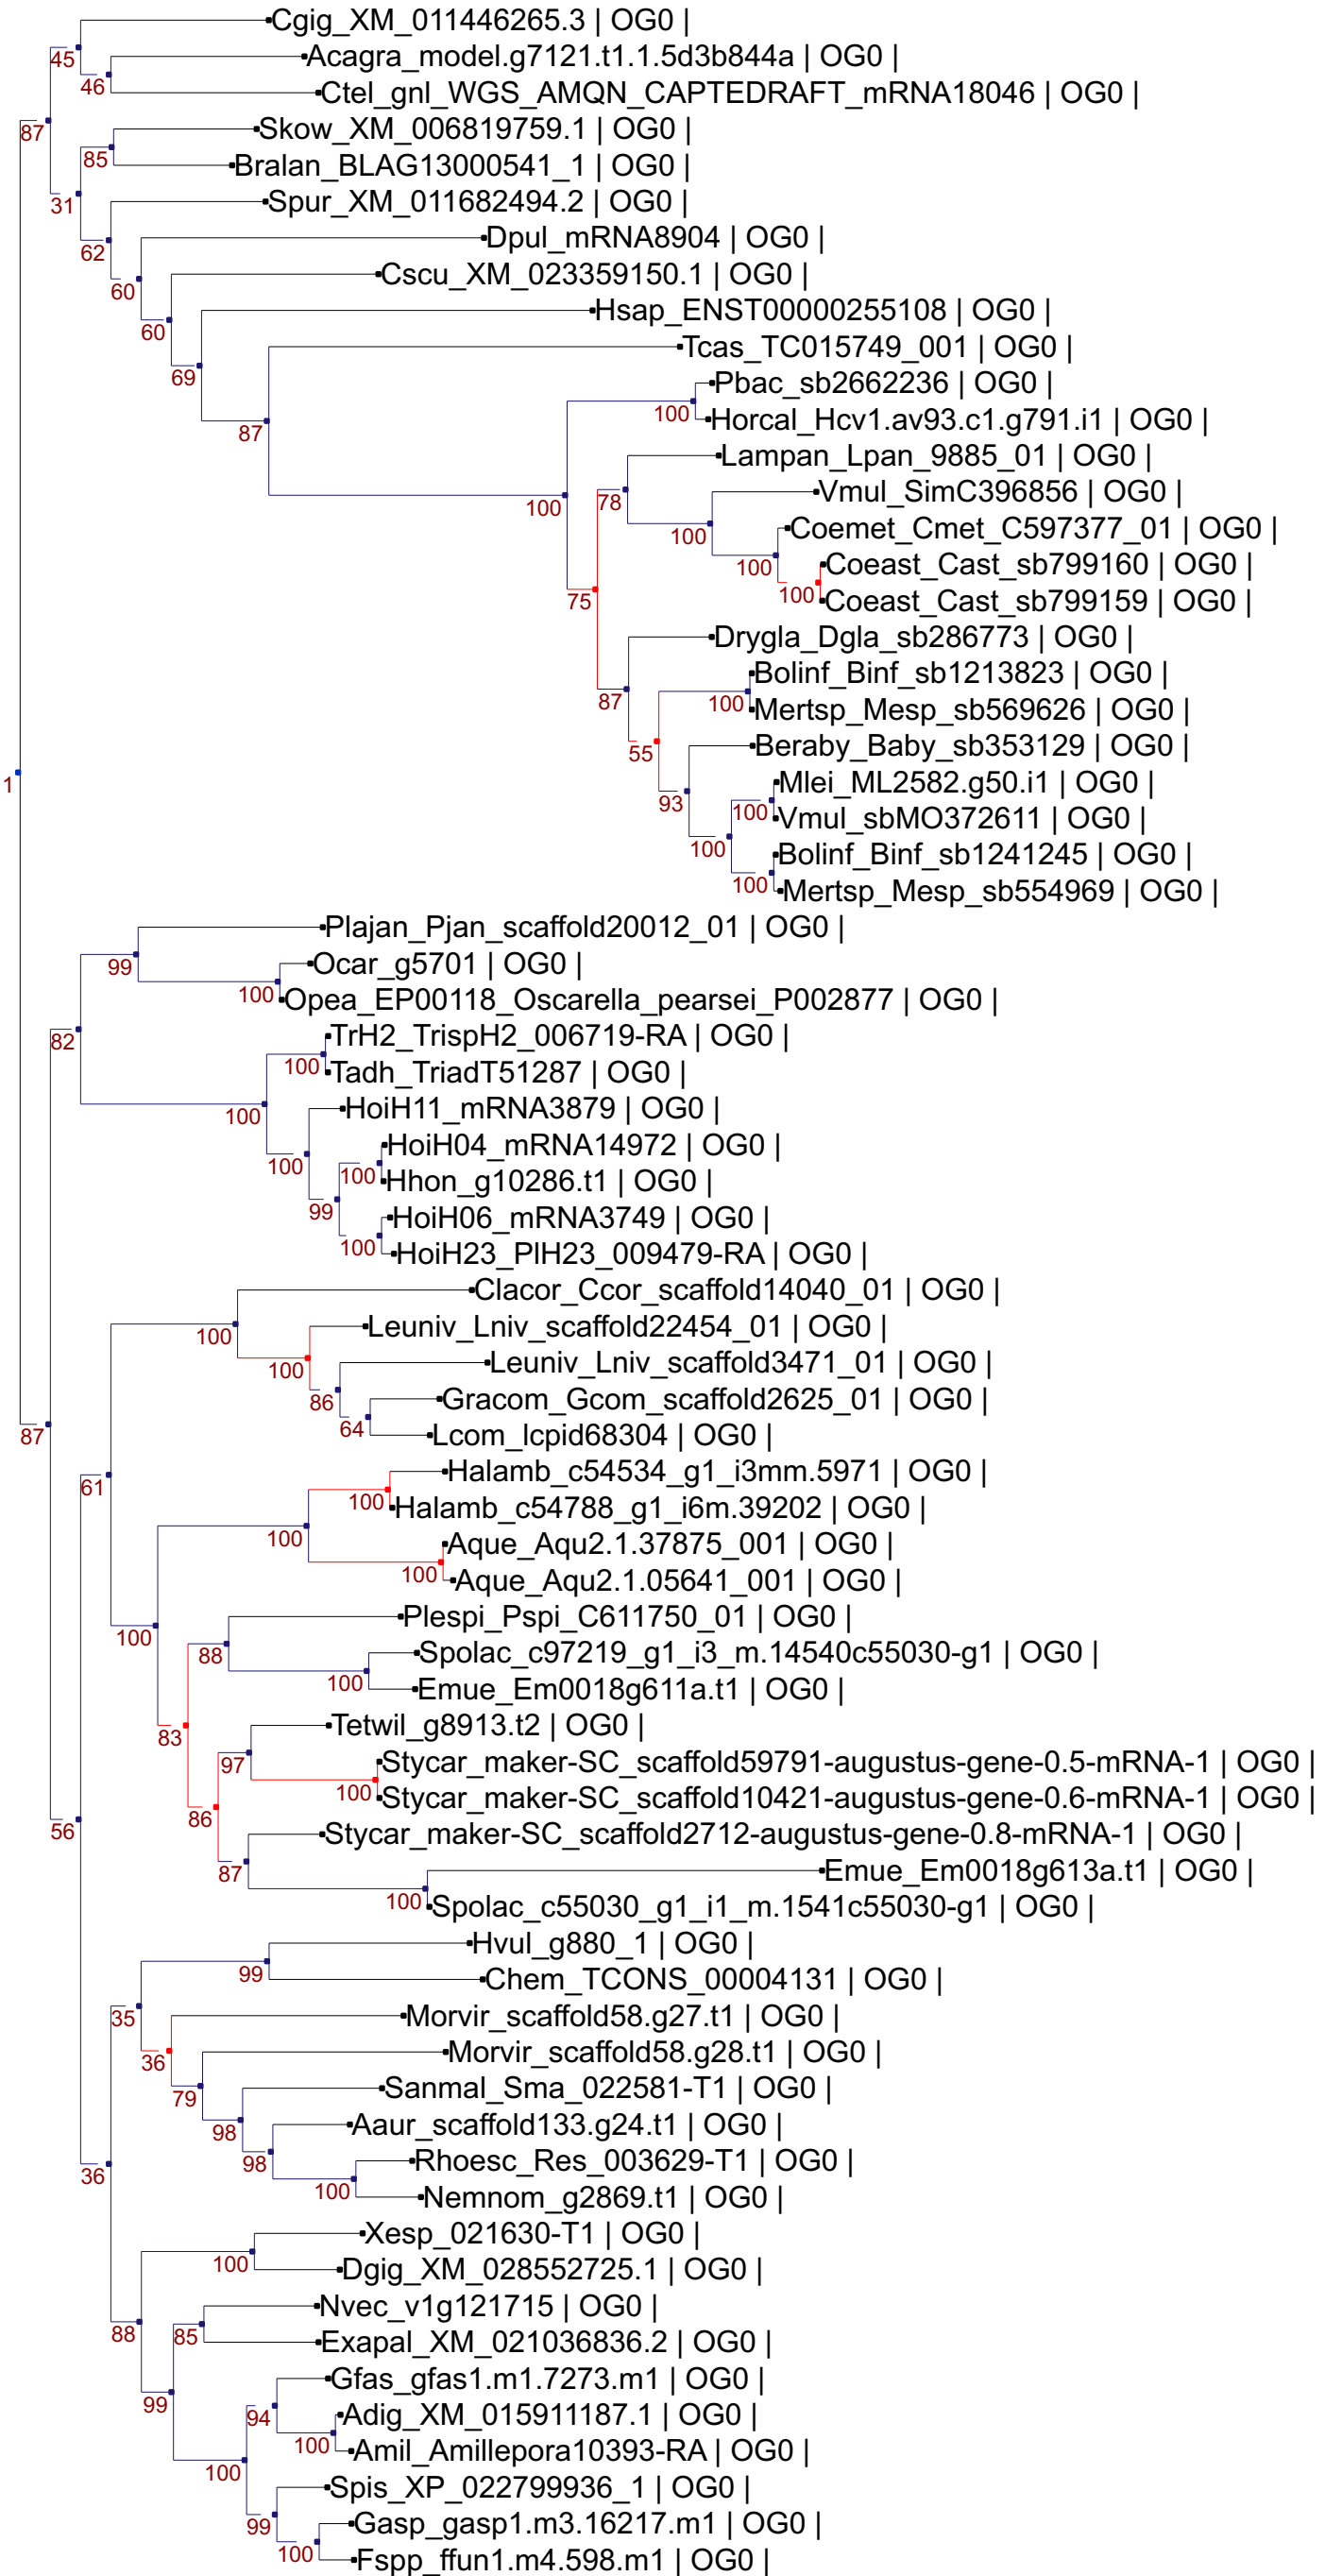 Cgig_XM_011446265.3 | OG0 |
45
Acagra_model.g7121.t1.1.5d3b844a | OG0 |
46
Ctel_gnl_WGS_AMQN_CAPTEDRAFT_mRNA18046 | OG0 |
87
Skow_XM_006819759.1 | OG0 |
85
Bralan_BLAG13000541_1 | OG0 |
31
Spur_XM_011682494.2 | OG0 |
62
Dpul_mRNA8904 | OG0 |
60
Cscu_XM_023359150.1 | OG0 |
60
Hsap_ENST00000255108 | OG0 |
Tcas_TC015749_001 | OG0 |
69
Pbac_sb2662236 | OG0 |
100
Horcal_Hcv1.av93.c1.g791.i1 | OG0 |
87
Lampan_Lpan_9885_01 | OG0 |
Vmul_SimC396856 | OG0 |
78
100
Coemet_Cmet_C597377_01 | OG0 |
100
Coeast_Cast_sb799160 | OG0 |
100
100
Coeast_Cast_sb799159 | OG0 |
75
Drygla_Dgla_sb286773 | OG0 |
Bolinf_Binf_sb1213823 | OG0 |
87
100
Mertsp_Mesp_sb569626 | OG0 |
Beraby_Baby_sb353129 | OG0 |
55
1
Mlei_ML2582.g50.i1 | OG0 |
93
100
Vmul_sbMO372611 | OG0 |
100
Bolinf_Binf_sb1241245 | OG0 |
100
Mertsp_Mesp_sb554969 | OG0 |
Plajan_Pjan_scaffold20012_01 | OG0 |
99
Ocar_g5701 | OG0 |
100
Opea_EP00118_Oscarella_pearsei_P002877 | OG0 |
TrH2_TrispH2_006719-RA | OG0 |
82
100
Tadh_TriadT51287 | OG0 |
HoiH11_mRNA3879 | OG0 |
100
HoiH04_mRNA14972 | OG0 |
100
100
Hhon_g10286.t1 | OG0 |
99
HoiH06_mRNA3749 | OG0 |
100
HoiH23_PlH23_009479-RA | OG0 |
Clacor_Ccor_scaffold14040_01 | OG0 |
Leuniv_Lniv_scaffold22454_01 | OG0 |
100
Leuniv_Lniv_scaffold3471_01 | OG0 |
100
Gracom_Gcom_scaffold2625_01 | OG0 |
86
64
Lcom_lcpid68304 | OG0 |
87
Halamb_c54534_g1_i3mm.5971 | OG0 |
61
100
Halamb_c54788_g1_i6m.39202 | OG0 |
100
Aque_Aqu2.1.37875_001 | OG0 |
100
Aque_Aqu2.1.05641_001 | OG0 |
Plespi_Pspi_C611750_01 | OG0 |
100
Spolac_c97219_g1_i3_m.14540c55030-g1 | OG0 |
88
100
Emue_Em0018g611a.t1 | OG0 |
Tetwil_g8913.t2 | OG0 |
83
Stycar_maker-SC_scaffold59791-augustus-gene-0.5-mRNA-1 | OG0 |
97
100
Stycar_maker-SC_scaffold10421-augustus-gene-0.6-mRNA-1 | OG0 |
86
56
Stycar_maker-SC_scaffold2712-augustus-gene-0.8-mRNA-1 | OG0 |
87
Emue_Em0018g613a.t1 | OG0 |
100
Spolac_c55030_g1_i1_m.1541c55030-g1 | OG0 |
Hvul_g880_1 | OG0 |
99
Chem_TCONS_00004131 | OG0 |
35
Morvir_scaffold58.g27.t1 | OG0 |
36
Morvir_scaffold58.g28.t1 | OG0 |
79
Sanmal_Sma_022581-T1 | OG0 |
98
Aaur_scaffold133.g24.t1 | OG0 |
98
Rhoesc_Res_003629-T1 | OG0 |
36
100
Nemnom_g2869.t1 | OG0 |
Xesp_021630-T1 | OG0 |
100
Dgig_XM_028552725.1 | OG0 |
Nvec_v1g121715 | OG0 |
88
85
Exapal_XM_021036836.2 | OG0 |
Gfas_gfas1.m1.7273.m1 | OG0 |
99
94
Adig_XM_015911187.1 | OG0 |
100
Amil_Amillepora10393-RA | OG0 |
100
Spis_XP_022799936_1 | OG0 |
99
Gasp_gasp1.m3.16217.m1 | OG0 |
100
Fspp_ffun1.m4.598.m1 | OG0 |